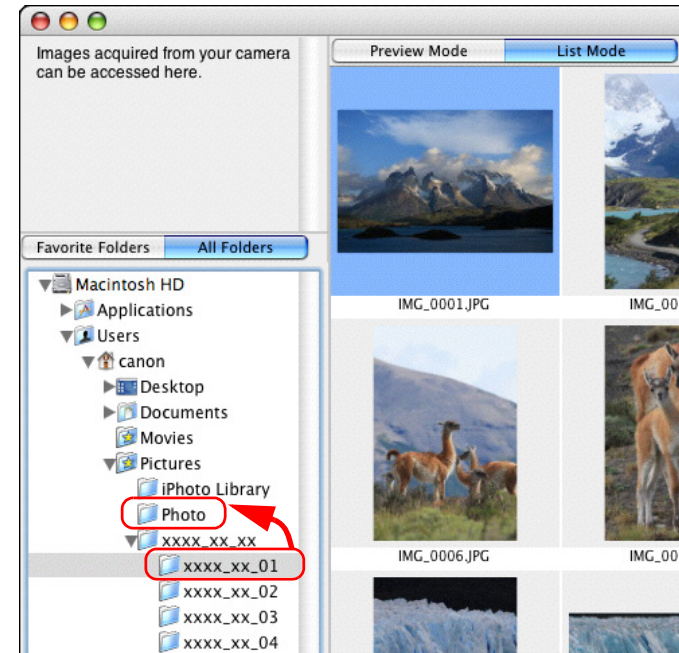 Images acquired from your camera
can be accessed here.
Preview Mode
List Mode
Favorite Folders
All Folders
Macintosh HD
Applications
Users
canon
Desktop
Documents
Movies
Pictures
iPhoto Library
Photo
xxxx_xx_xx
xxxx_xx_01
xxxx_xx_02
xxxx_xx_03
xxxx_xx_04
IMG_0001.JPG
IMG_00
IMG_0006.JPG
IMG_00